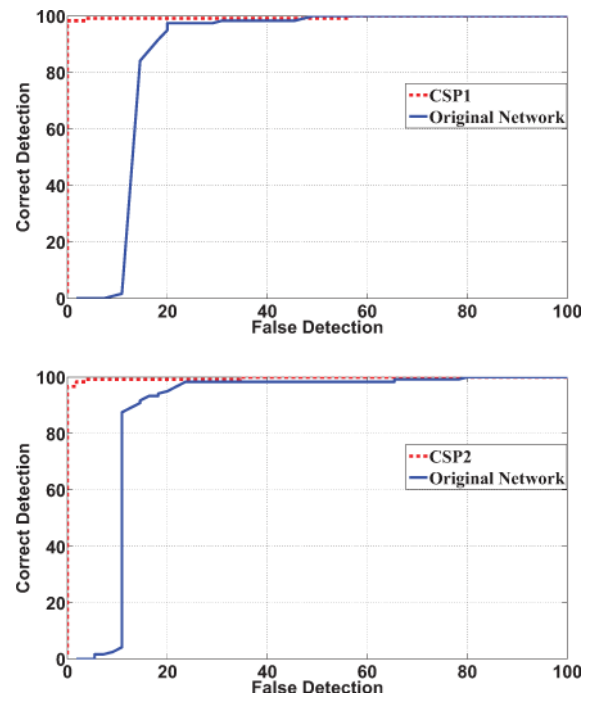 100
80
60
40
20
0
Correct Detection
CSP1
Original Network
0 20 40 60 80 100
False Detection
100
80
60
40
20
0
Correct Detection
CSP2
Original Network
0 20 40 60 80 100
False Detection